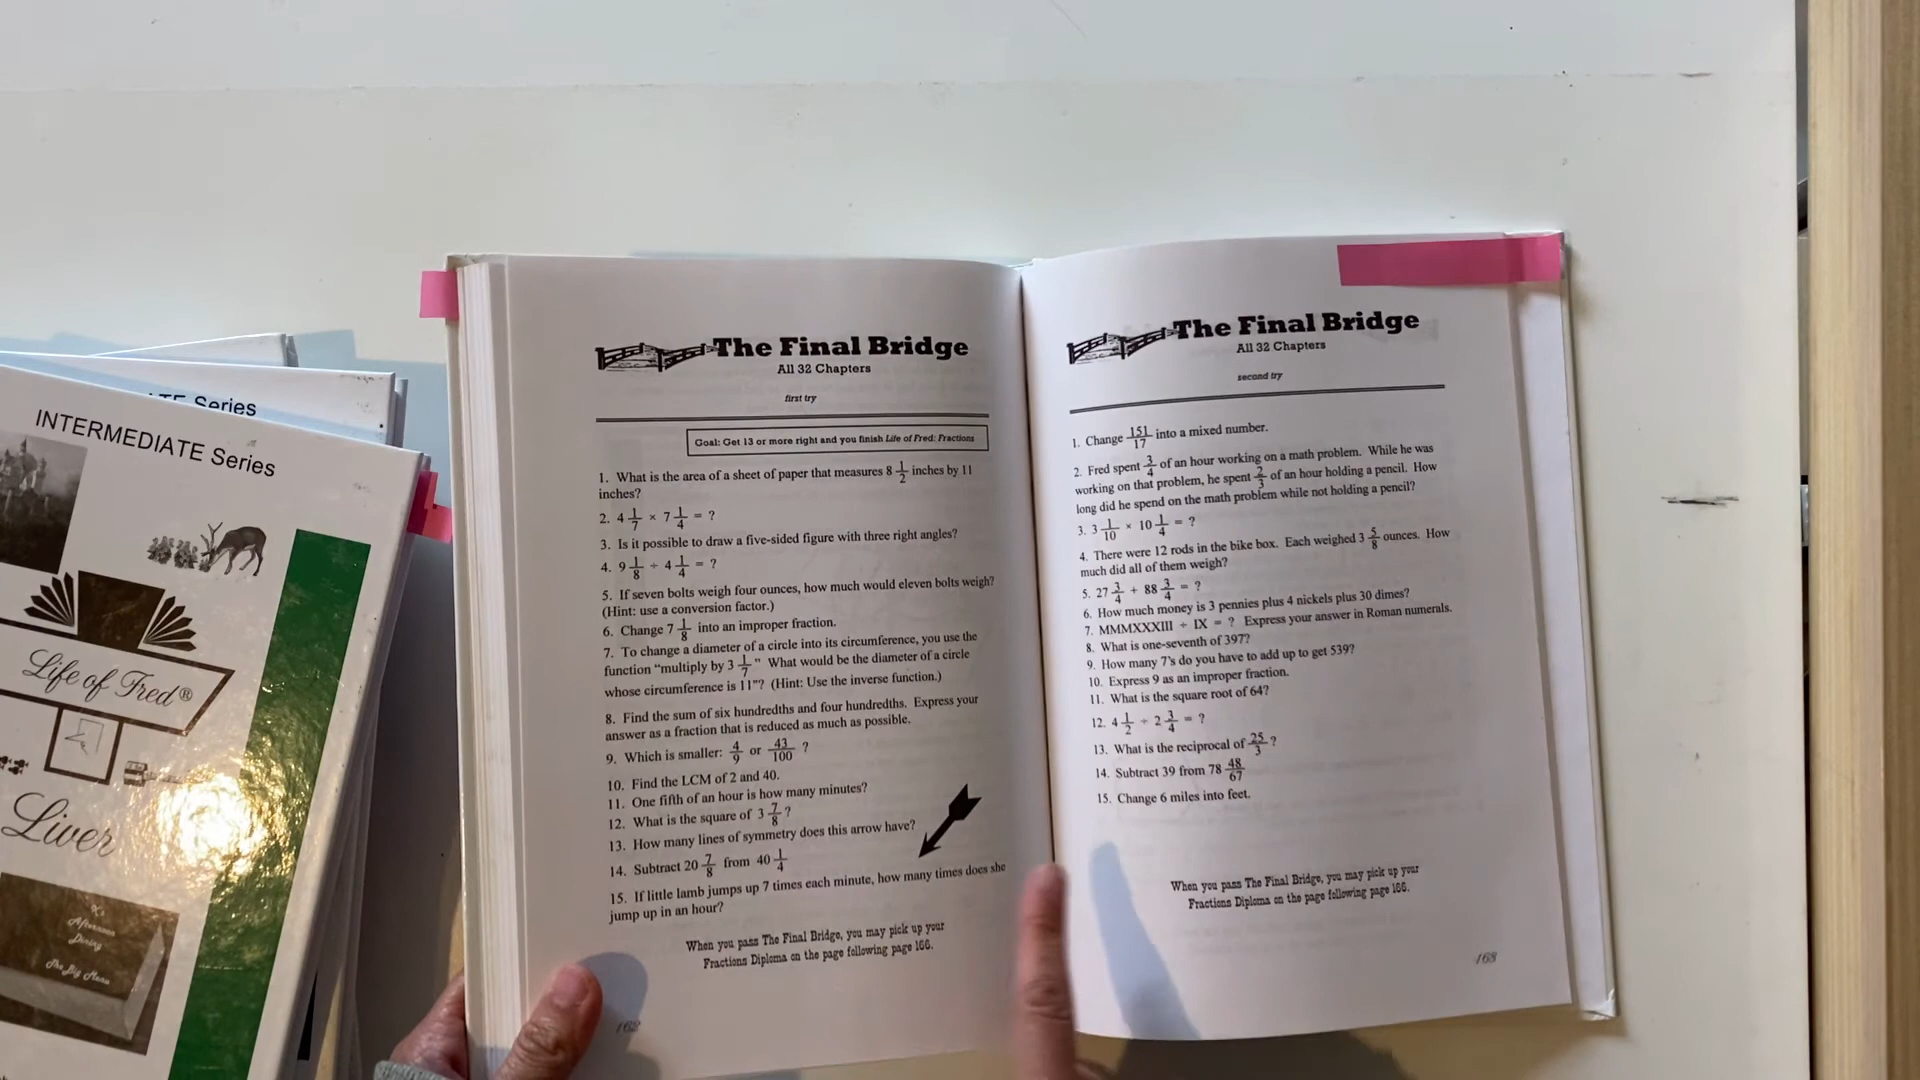 INTERMEDIATE Series
Series
Life of Fred®
Liver
K's
Afternoon
Dining
The Big Menu
The Final Bridge
All 32 Chapters
first try
Goal: Get 13 or more right and you finish Life of Fred: Fractions
1. What is the area of a sheet of paper that measures 8 1/2 inches by 11
inches?
2. 4 1/7 × 7 1/4 = ?
3. Is it possible to draw a five-sided figure with three right angles?
4. 9 1/8 ÷ 4 1/4 = ?
5. If seven bolts weigh four ounces, how much would eleven bolts weigh?
(Hint: use a conversion factor.)
6. Change 7 1/8 into an improper fraction.
7. To change a diameter of a circle into its circumference, you use the
function “multiply by 3 1/7” What would be the diameter of a circle
whose circumference is 11”? (Hint: Use the inverse function.)
8. Find the sum of six hundredths and four hundredths. Express your
answer as a fraction that is reduced as much as possible.
9. Which is smaller: 4/9 or 43/100 ?
10. Find the LCM of 2 and 40.
11. One fifth of an hour is how many minutes?
12. What is the square of 3 7/8 ?
13. How many lines of symmetry does this arrow have?
14. Subtract 20 7/8 from 40 1/4
15. If little lamb jumps up 7 times each minute, how many times does she
jump up in an hour?
When you pass The Final Bridge, you may pick up your
Fractions Diploma on the page following page 166.
162
The Final Bridge
All 32 Chapters
second try
1. Change 151/17 into a mixed number.
2. Fred spent 3/4 of an hour working on a math problem. While he was
working on that problem, he spent 2/3 of an hour holding a pencil. How
long did he spend on the math problem while not holding a pencil?
3. 3 1/10 × 10 1/4 = ?
4. There were 12 rods in the bike box. Each weighed 3 5/8 ounces. How
much did all of them weigh?
5. 27 3/4 + 88 3/4 = ?
6. How much money is 3 pennies plus 4 nickels plus 30 dimes?
7. MMMXXXIII ÷ IX = ? Express your answer in Roman numerals.
8. What is one-seventh of 397?
9. How many 7's do you have to add up to get 539?
10. Express 9 as an improper fraction.
11. What is the square root of 64?
12. 4 1/2 ÷ 2 3/4 = ?
13. What is the reciprocal of 25/3 ?
14. Subtract 39 from 78 48/67
15. Change 6 miles into feet.
When you pass The Final Bridge, you may pick up your
Fractions Diploma on the page following page 166.
163